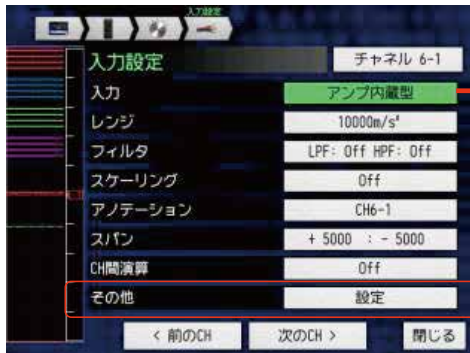 入力設定
入力設定 チャネル 6-1
入力 アンプ内蔵型
レンジ 10000m/s²
フィルタ LPF: Off HPF: Off
スケーリング Off
アノテーション CH6-1
スパン + 5000 : - 5000
CH間演算 Off
その他 設定
< 前のCH 次のCH > 閉じる